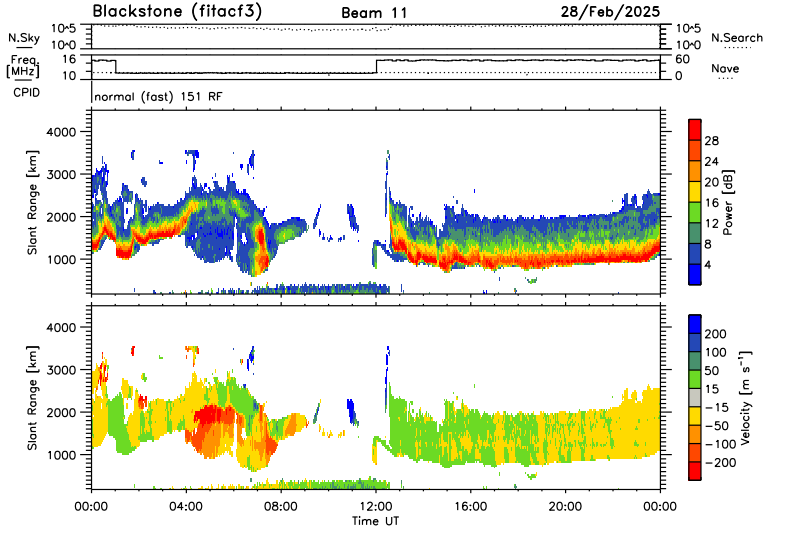 Blackstone (fitacf3) Beam 11 28/Feb/2025
N.Sky 10^5 10^0 10^5 10^0 N.Search
Freq. [MHz] 16 10 60 0 Nave
CPID normal (fast) 151 RF
Slant Range [km] 4000 3000 2000 1000
28 24 20 16 12 8 4 Power [dB]
Slant Range [km] 4000 3000 2000 1000
200 100 50 15 −15 −50 −100 −200 Velocity [m s⁻¹]
00:00 04:00 08:00 12:00 16:00 20:00 00:00
Time UT